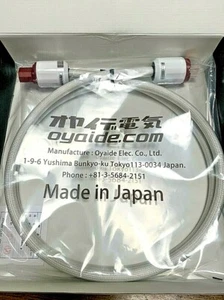 オヤイデ電気
oyaide.com
Manufacture : Oyaide Elec. Co., Ltd.
1-9-6 Yushima Bunkyo-ku Tokyo113-0034 Japan.
Phone : +81-3-5684-2151
Made in Japan